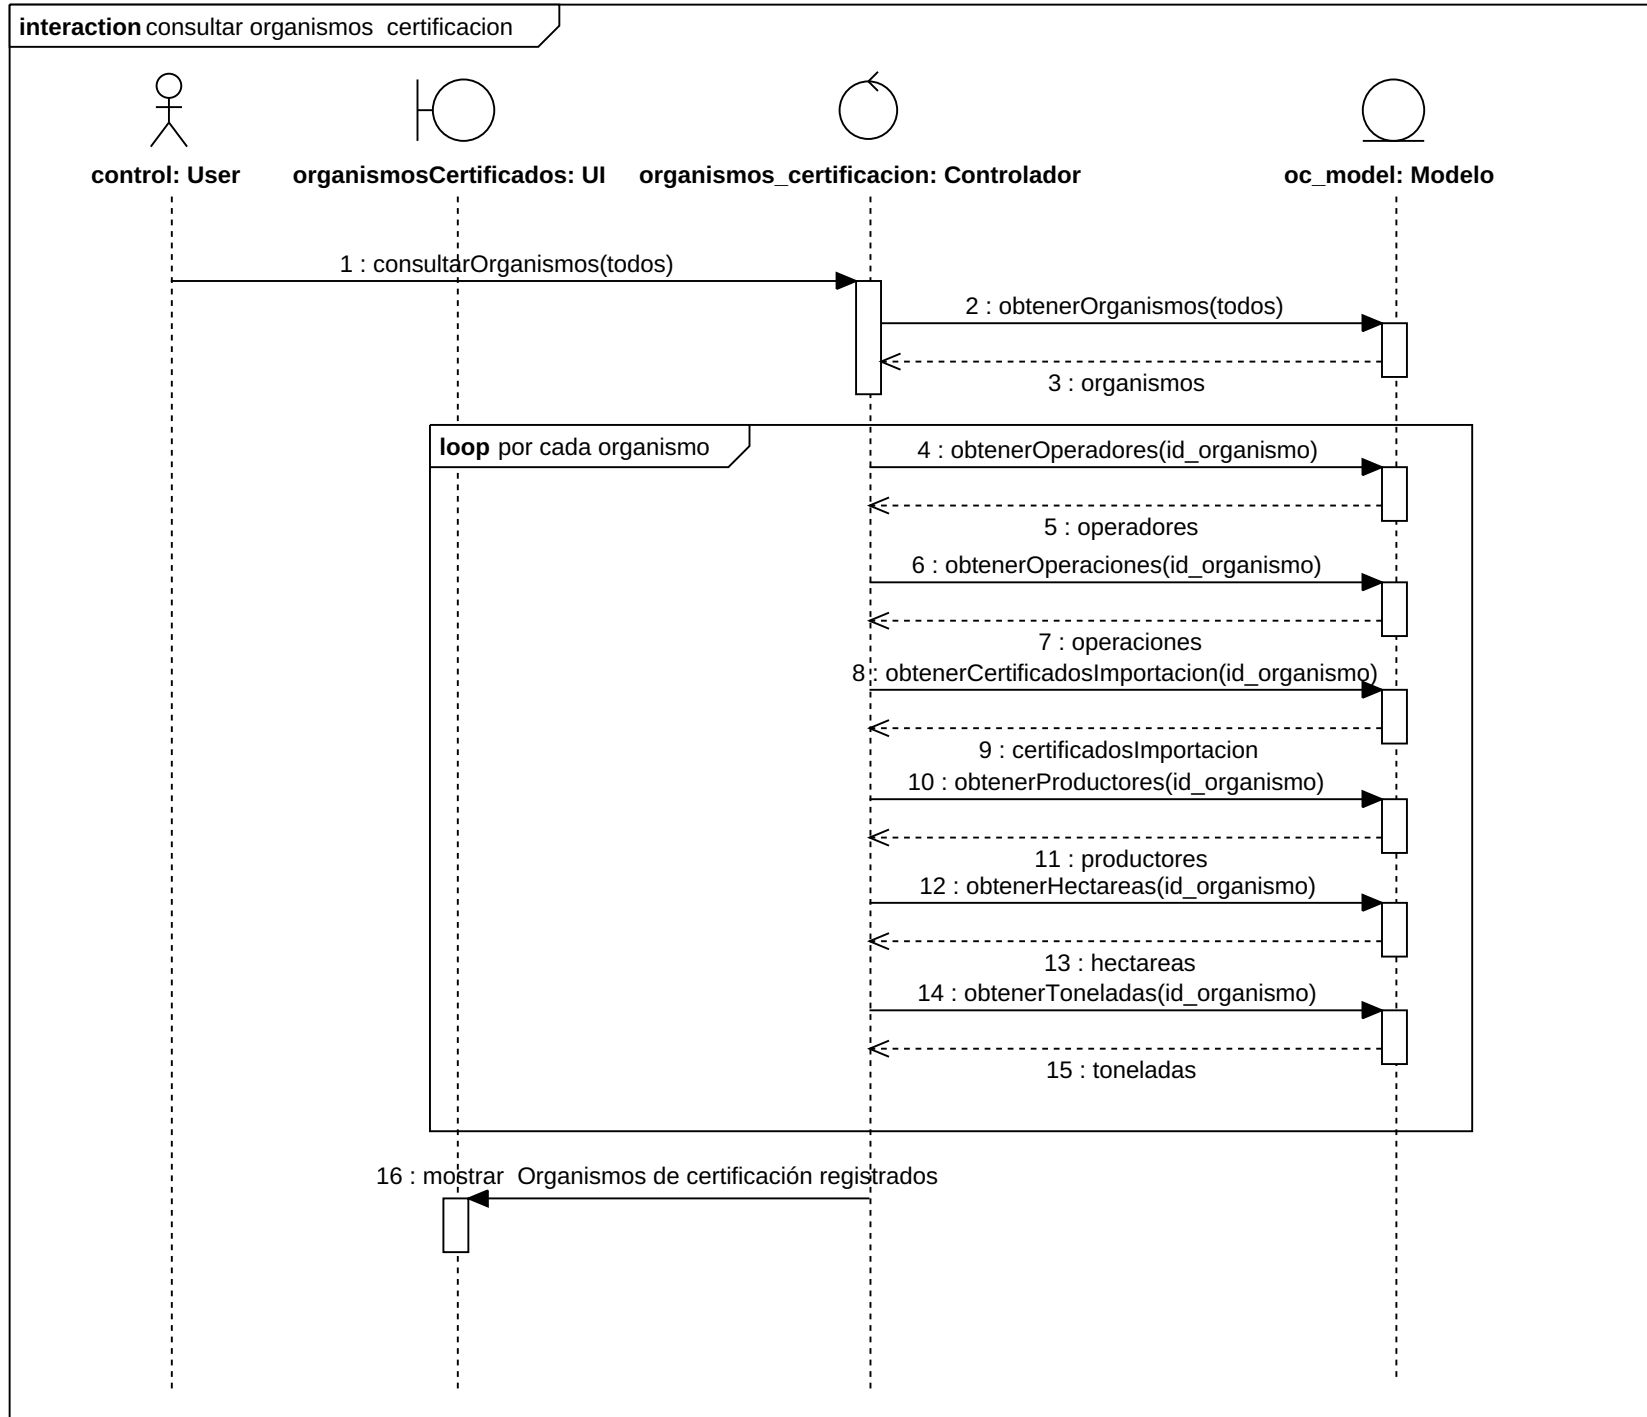 interaction consultar organismos certificacion
control: User
organismosCertificados: UI
organismos_certificacion: Controlador
oc_model: Modelo
1 : consultarOrganismos(todos)
2 : obtenerOrganismos(todos)
3 : organismos
loop por cada organismo
4 : obtenerOperadores(id_organismo)
5 : operadores
6 : obtenerOperaciones(id_organismo)
7 : operaciones
8 : obtenerCertificadosImportacion(id_organismo)
9 : certificadosImportacion
10 : obtenerProductores(id_organismo)
11 : productores
12 : obtenerHectareas(id_organismo)
13 : hectareas
14 : obtenerToneladas(id_organismo)
15 : toneladas
16 : mostrar Organismos de certificación registrados